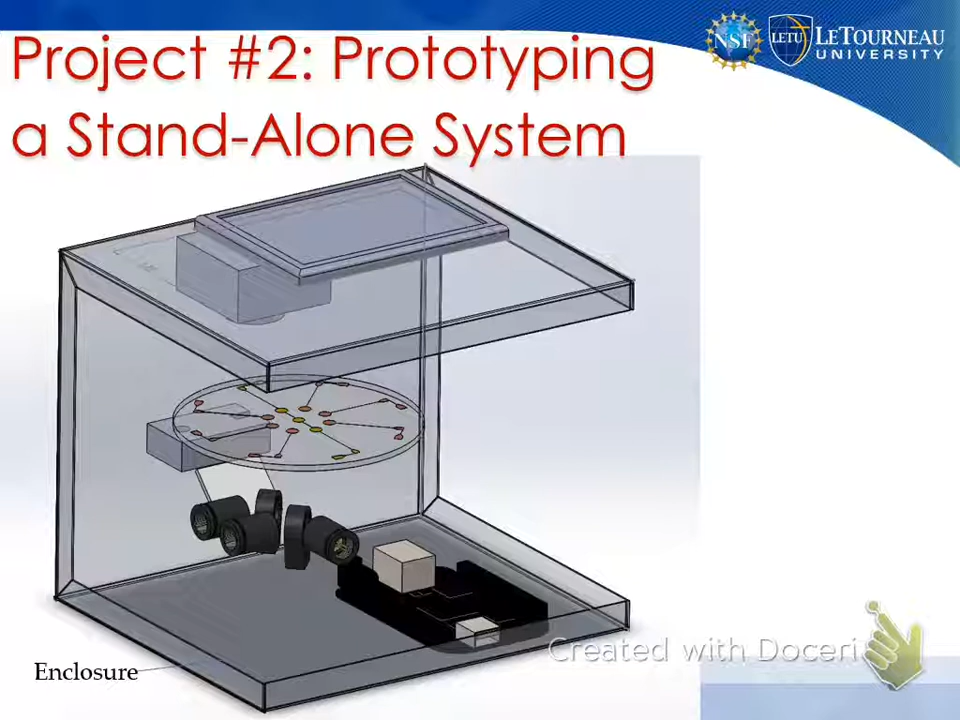 Project #2: Prototyping
a Stand-Alone System
NSF
LETU
LETOURNEAU
UNIVERSITY
Enclosure
Created with Doceri